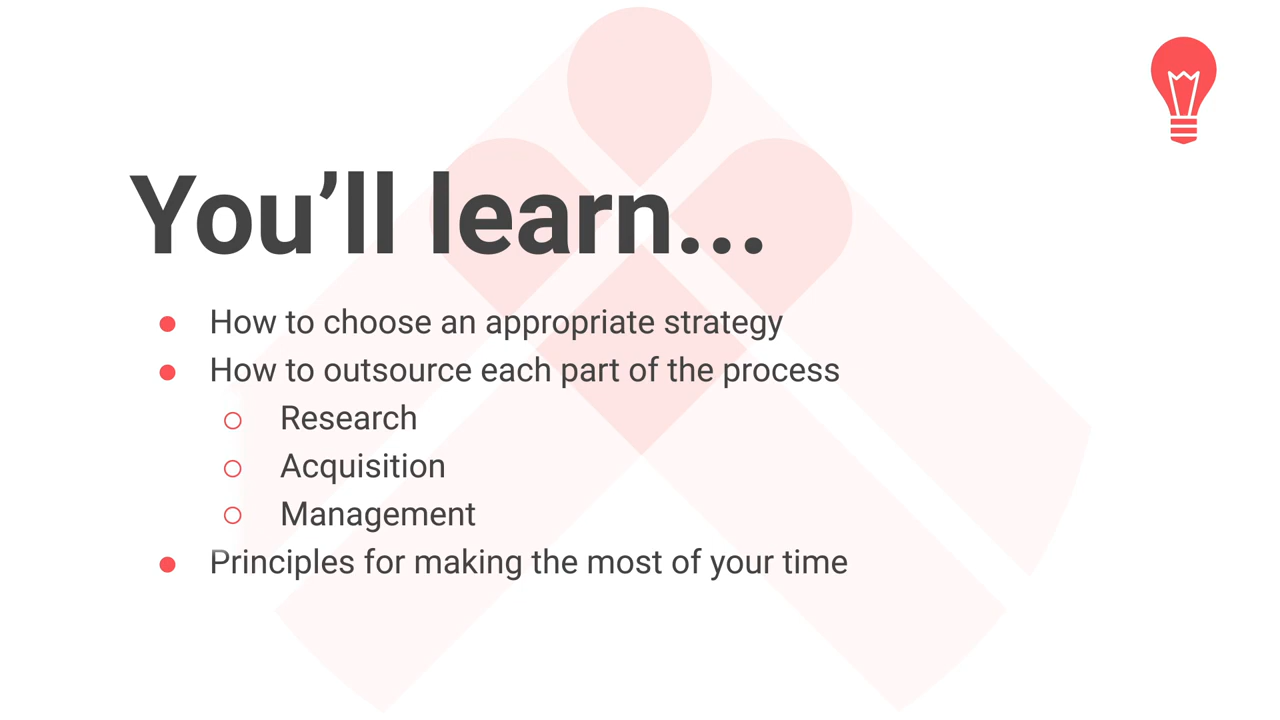 You’ll learn...
● How to choose an appropriate strategy
● How to outsource each part of the process
○ Research
○ Acquisition
○ Management
● Principles for making the most of your time